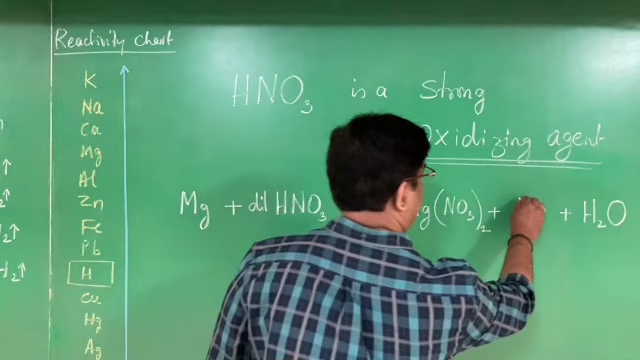 Reactivity chart
K
Na
Ca
Mg
Al
Zn
Fe
Pb
H
Cu
Hg
Ag
H₂↑
HNO₃ is a Strong
Oxidizing agent
Mg + dil HNO₃ g(NO₃)₂ + + H₂O